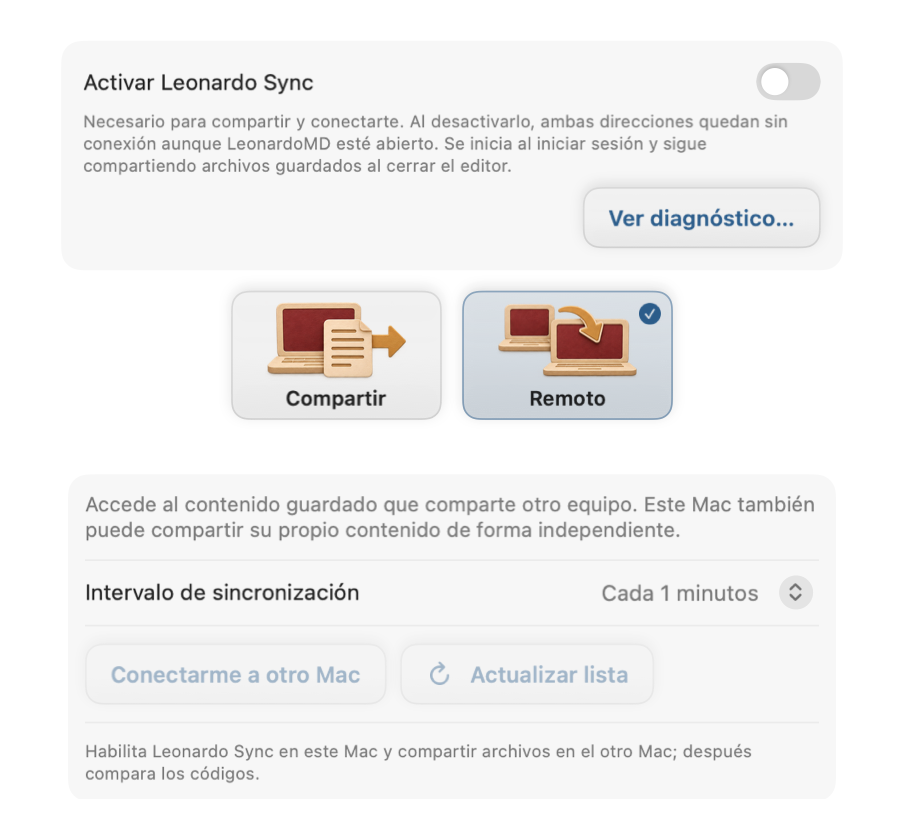 Activar Leonardo Sync
Necesario para compartir y conectarte. Al desactivarlo, ambas direcciones quedan sin
conexión aunque LeonardoMD esté abierto. Se inicia al iniciar sesión y sigue
compartiendo archivos guardados al cerrar el editor.
Ver diagnóstico...
Compartir
Remoto
Accede al contenido guardado que comparte otro equipo. Este Mac también
puede compartir su propio contenido de forma independiente.
Intervalo de sincronización
Cada 1 minutos
Conectarme a otro Mac
Actualizar lista
Habilita Leonardo Sync en este Mac y compartir archivos en el otro Mac; después
compara los códigos.